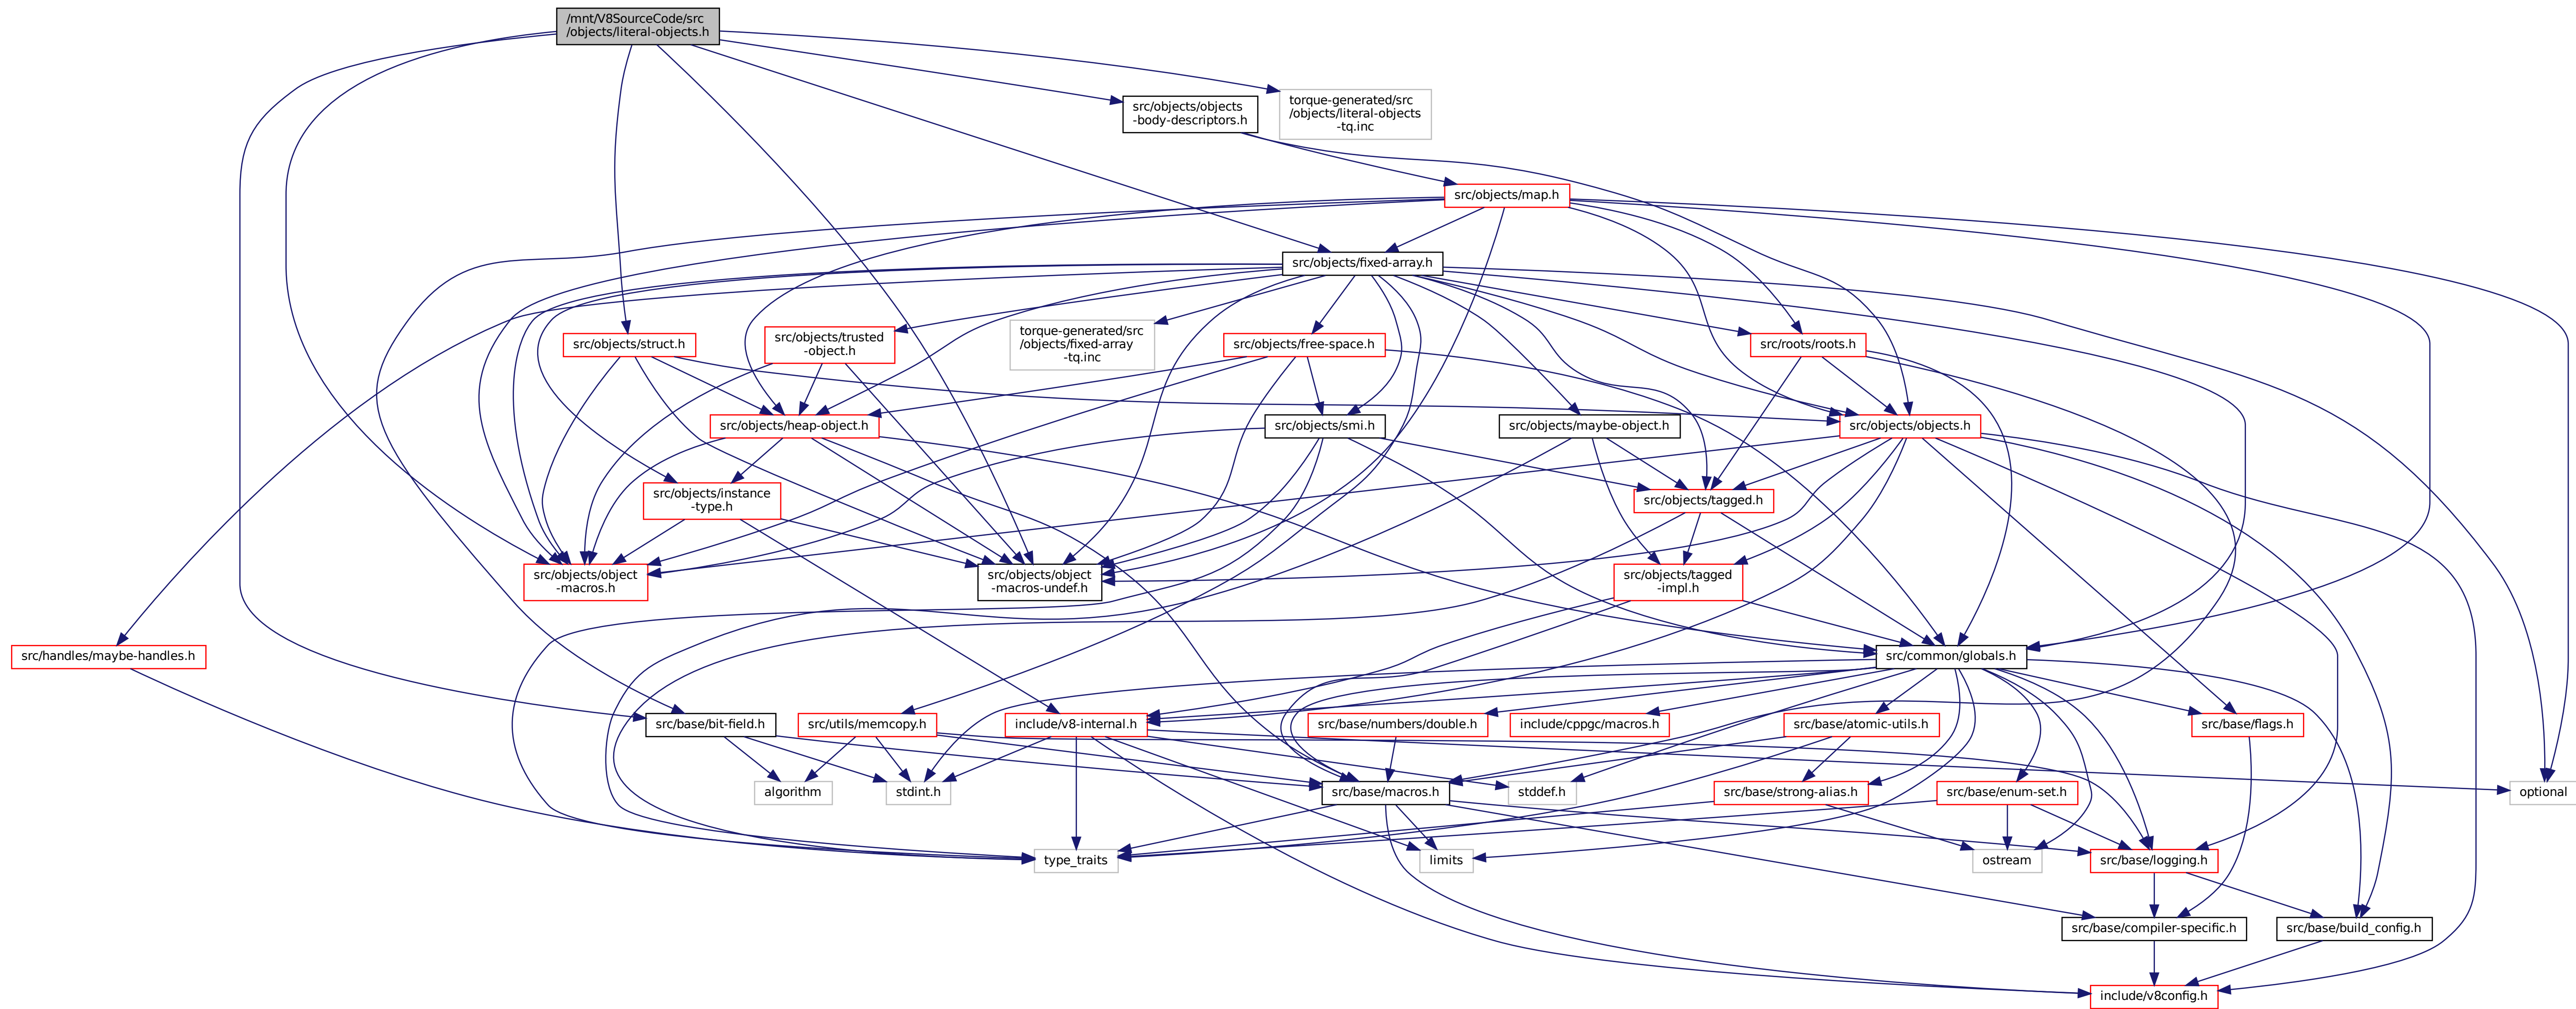 /mnt/V8SourceCode/src
/objects/literal-objects.h
src/objects/objects
-body-descriptors.h
torque-generated/src
/objects/literal-objects
-tq.inc
src/objects/map.h
src/objects/fixed-array.h
src/objects/struct.h
src/objects/trusted
-object.h
torque-generated/src
/objects/fixed-array
-tq.inc
src/objects/free-space.h
src/roots/roots.h
src/objects/heap-object.h
src/objects/smi.h
src/objects/maybe-object.h
src/objects/objects.h
src/objects/instance
-type.h
src/objects/tagged.h
src/objects/object
-macros.h
src/objects/object
-macros-undef.h
src/objects/tagged
-impl.h
src/handles/maybe-handles.h
src/common/globals.h
src/base/bit-field.h
src/utils/memcopy.h
include/v8-internal.h
src/base/numbers/double.h
include/cppgc/macros.h
src/base/atomic-utils.h
src/base/flags.h
algorithm
stdint.h
src/base/macros.h
stddef.h
src/base/strong-alias.h
src/base/enum-set.h
optional
type_traits
limits
ostream
src/base/logging.h
src/base/compiler-specific.h
src/base/build_config.h
include/v8config.h